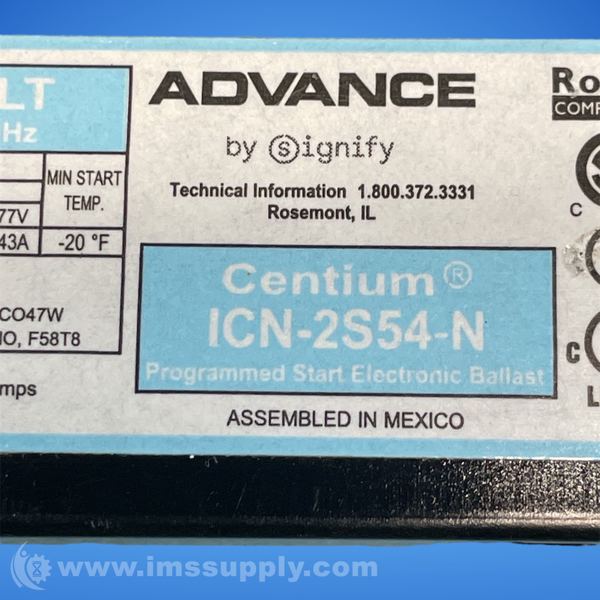 LT
Hz
MIN START
TEMP.
77V
43A
-20 °F
CO47W
IO, F58T8
mps
ADVANCE
by Signify
Technical Information 1.800.372.3331
Rosemont, IL
Centium®
ICN-2S54-N
Programmed Start Electronic Ballast
ASSEMBLED IN MEXICO
Ro
COMP
C
C
L
www.imssupply.com